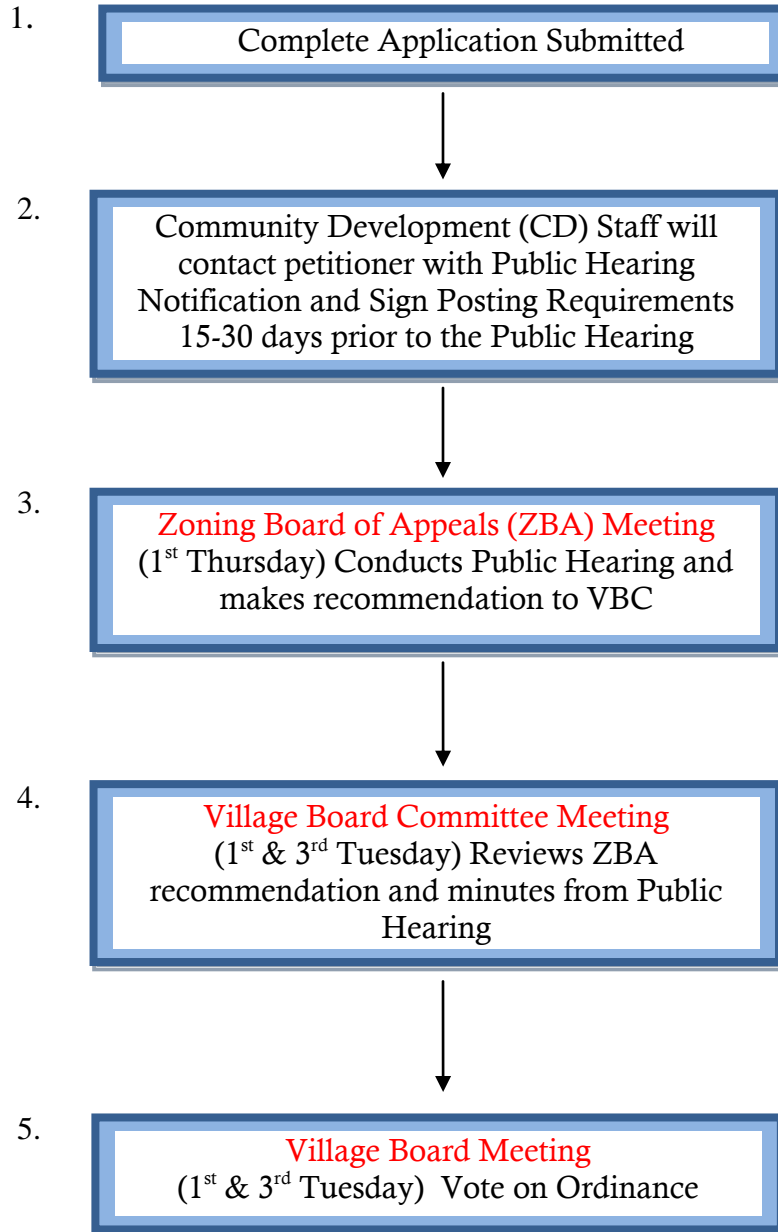 1.
Complete Application Submitted
2.
Community Development (CD) Staff will
contact petitioner with Public Hearing
Notification and Sign Posting Requirements
15-30 days prior to the Public Hearing
3.
Zoning Board of Appeals (ZBA) Meeting
(1st Thursday) Conducts Public Hearing and
makes recommendation to VBC
4.
Village Board Committee Meeting
(1st & 3rd Tuesday) Reviews ZBA
recommendation and minutes from Public
Hearing
5.
Village Board Meeting
(1st & 3rd Tuesday)  Vote on Ordinance